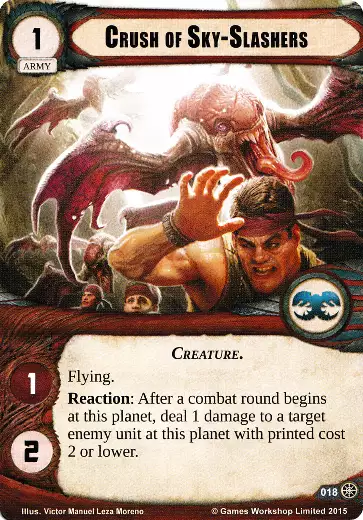 1
ARMY
CRUSH OF SKY-SLASHERS
CREATURE.
1
Flying.
Reaction: After a combat round begins
at this planet, deal 1 damage to a target
enemy unit at this planet with printed cost
2 or lower.
2
018
Illus. Victor Manuel Leza Moreno
© Games Workshop Limited 2015